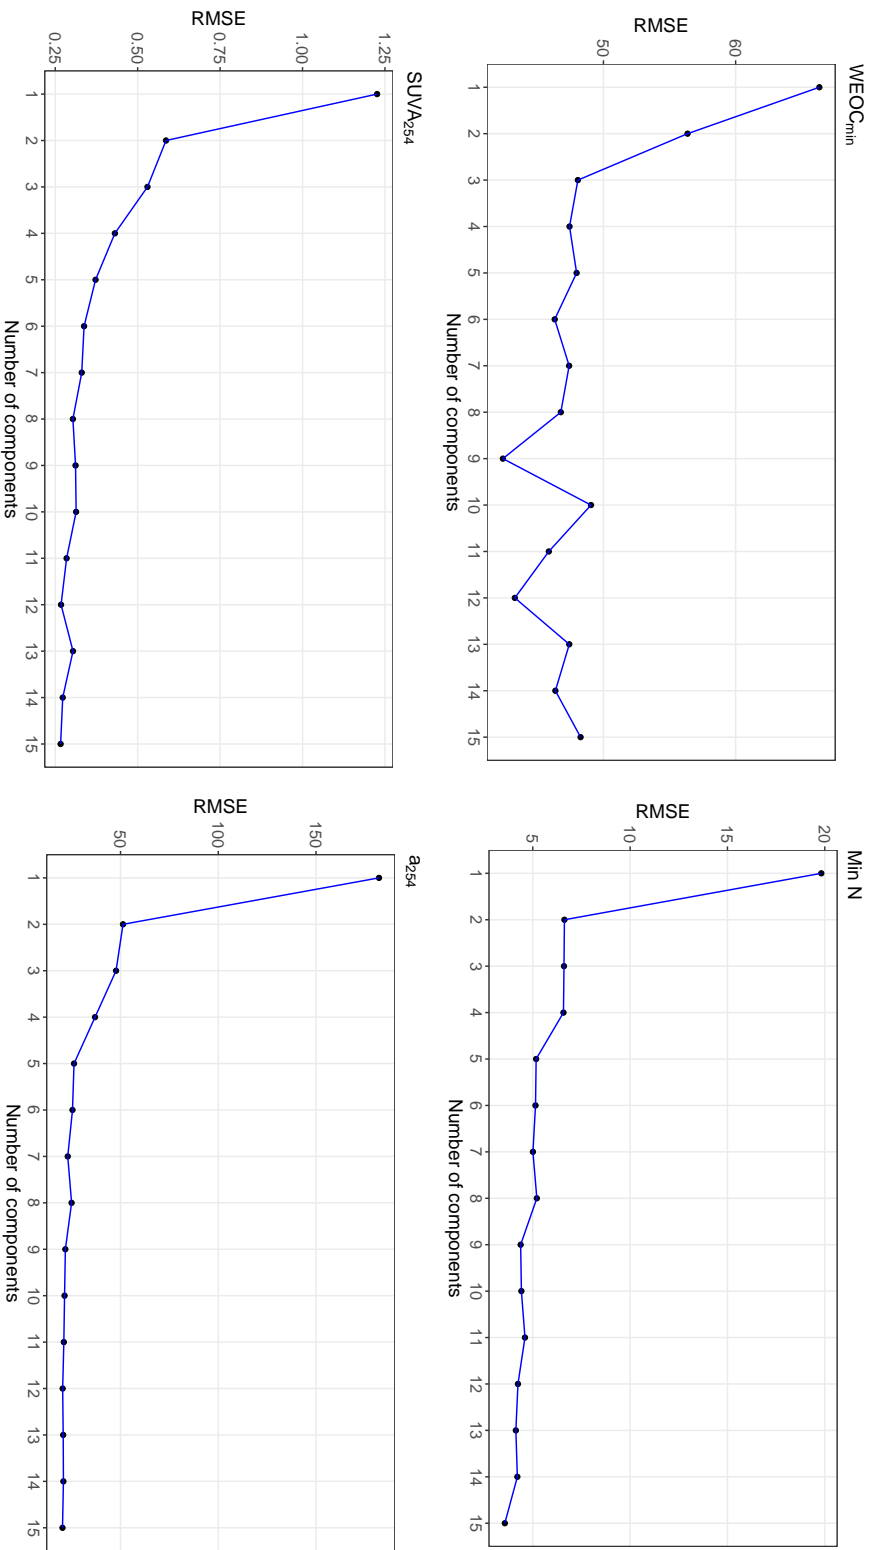 WEOCmin
RMSE
60
50
1 2 3 4 5 6 7 8 9 10 11 12 13 14 15
Number of components
Min N
RMSE
20
15
10
5
1 2 3 4 5 6 7 8 9 10 11 12 13 14 15
Number of components
SUVA254
RMSE
1.25
1.00
0.75
0.50
0.25
1 2 3 4 5 6 7 8 9 10 11 12 13 14 15
Number of components
a254
RMSE
150
100
50
1 2 3 4 5 6 7 8 9 10 11 12 13 14 15
Number of components